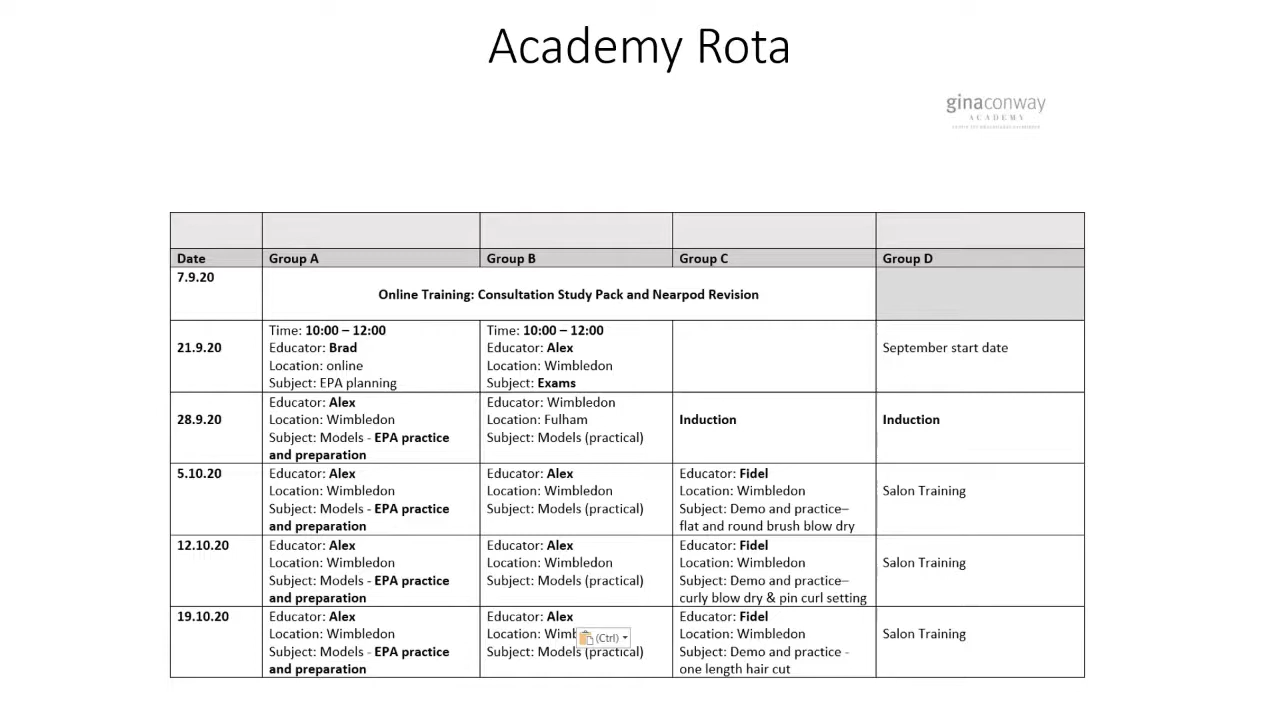 Academy Rota
ginaconway
ACADEMY
Date Group A Group B Group C Group D
7.9.20
Online Training: Consultation Study Pack and Nearpod Revision
21.9.20
Time: 10:00 – 12:00
Educator: Brad
Location: online
Subject: EPA planning
Time: 10:00 – 12:00
Educator: Alex
Location: Wimbledon
Subject: Exams
September start date
28.9.20
Educator: Alex
Location: Wimbledon
Subject: Models - EPA practice
and preparation
Educator: Wimbledon
Location: Fulham
Subject: Models (practical)
Induction
Induction
5.10.20
Educator: Alex
Location: Wimbledon
Subject: Models - EPA practice
and preparation
Educator: Alex
Location: Wimbledon
Subject: Models (practical)
Educator: Fidel
Location: Wimbledon
Subject: Demo and practice–
flat and round brush blow dry
Salon Training
12.10.20
Educator: Alex
Location: Wimbledon
Subject: Models - EPA practice
and preparation
Educator: Alex
Location: Wimbledon
Subject: Models (practical)
Educator: Fidel
Location: Wimbledon
Subject: Demo and practice–
curly blow dry & pin curl setting
Salon Training
19.10.20
Educator: Alex
Location: Wimbledon
Subject: Models - EPA practice
and preparation
Educator: Alex
Location: Wimb
(Ctrl)
Subject: Models (practical)
Educator: Fidel
Location: Wimbledon
Subject: Demo and practice -
one length hair cut
Salon Training